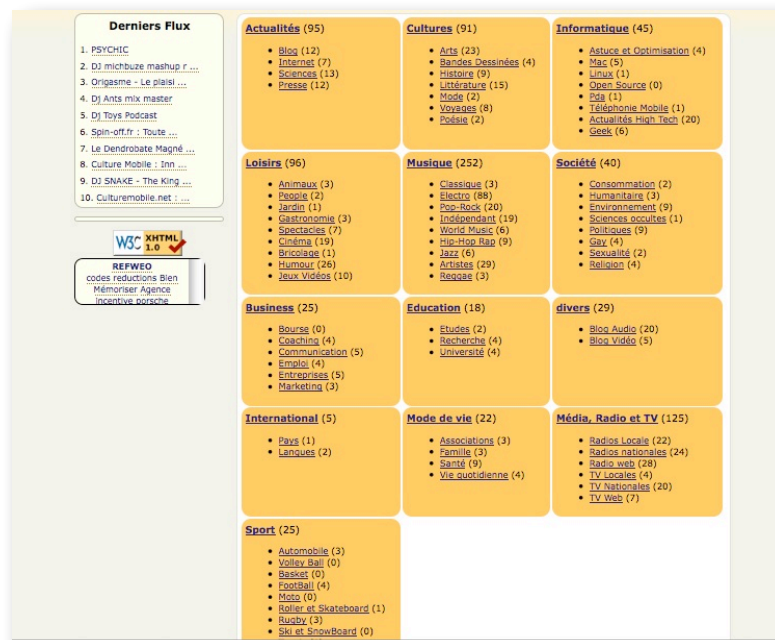 Derniers Flux
1. PSYCHIC
2. DJ michbuze mashup r ...
3. Origasme - Le plaisi ...
4. Dj Ants mix master
5. Dj Toys Podcast
6. Spin-off.fr : Toute ...
7. Le Dendrobate Magné ...
8. Culture Mobile : Inn ...
9. DJ SNAKE - The King ...
10. Culturemobile.net : ...
W3C XHTML 1.0
REFWEO
codes reductions Bien
Mémoriser Agence
Incentive porsche
Actualités (95)
Blog (12)
Internet (7)
Sciences (13)
Presse (12)
Cultures (91)
Arts (23)
Bandes Dessinées (4)
Histoire (9)
Littérature (15)
Mode (2)
Voyages (8)
Poésie (2)
Informatique (45)
Astuce et Optimisation (4)
Mac (5)
Linux (1)
Open Source (0)
Pda (1)
Téléphonie Mobile (1)
Actualités High Tech (20)
Geek (6)
Loisirs (96)
Animaux (3)
People (2)
Jardin (1)
Gastronomie (3)
Spectacles (7)
Cinéma (19)
Bricolage (1)
Humour (26)
Jeux Vidéos (10)
Musique (252)
Classique (3)
Electro (88)
Pop-Rock (20)
Indépendant (19)
World Music (6)
Hip-Hop Rap (9)
Jazz (6)
Artistes (29)
Reggae (3)
Société (40)
Consommation (2)
Humanitaire (3)
Environnement (9)
Sciences occultes (1)
Politiques (9)
Gay (4)
Sexualité (2)
Religion (4)
Business (25)
Bourse (0)
Coaching (4)
Communication (5)
Emploi (4)
Entreprises (5)
Marketing (3)
Education (18)
Etudes (2)
Recherche (4)
Université (4)
divers (29)
Blog Audio (20)
Blog Vidéo (5)
International (5)
Pays (1)
Langues (2)
Mode de vie (22)
Associations (3)
Famille (3)
Santé (9)
Vie quotidienne (4)
Média, Radio et TV (125)
Radios Locale (22)
Radios nationales (24)
Radio web (28)
TV Locales (4)
TV Nationales (20)
TV Web (7)
Sport (25)
Automobile (3)
Volley Ball (0)
Basket (0)
FootBall (4)
Moto (0)
Roller et Skateboard (1)
Rugby (3)
Ski et SnowBoard (0)